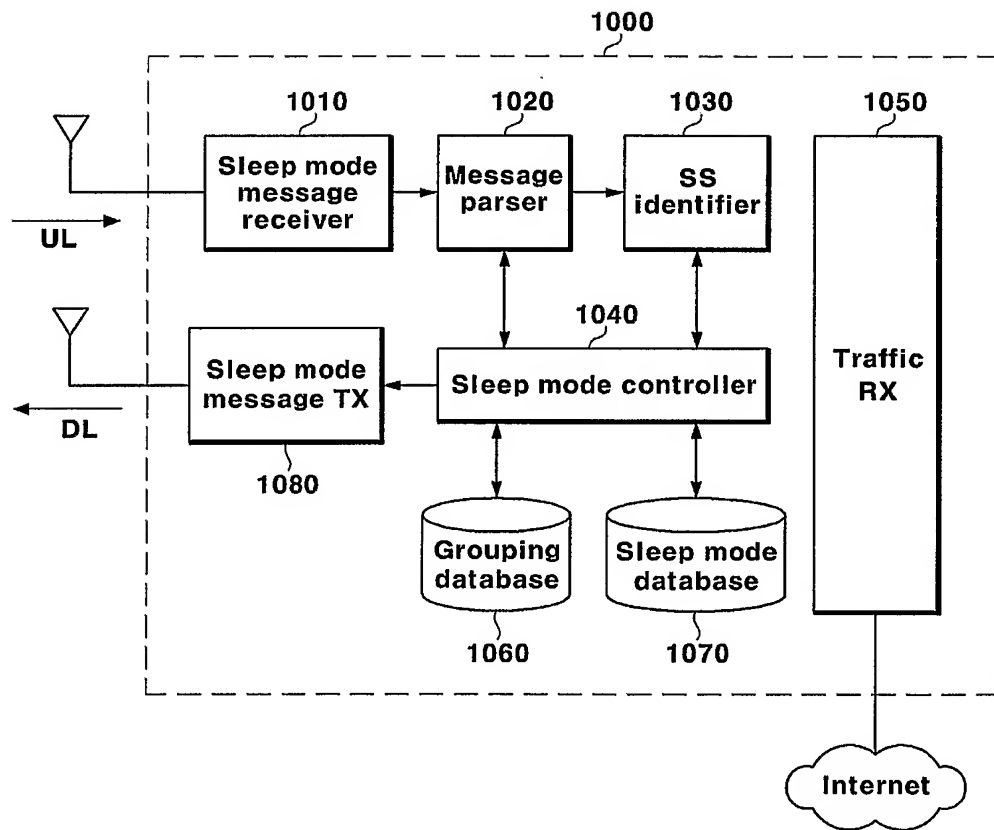 1000
1010
1020
1030
1050
Sleep mode
message
receiver
Message
parser
SS
identifier
UL
1040
Sleep mode
message TX
Sleep mode controller
Traffic
RX
DL
1080
Grouping
database
Sleep mode
database
1060
1070
Internet